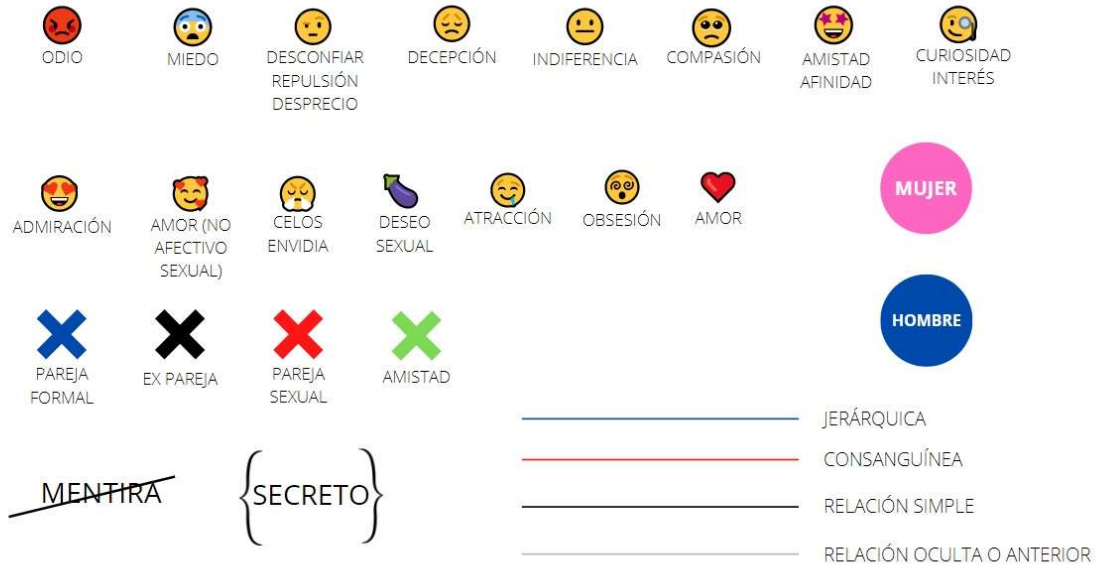 ODIO
MIEDO
DESCONFIAR
REPULSIÓN
DESPRECIO
DECEPCIÓN
INDIFERENCIA
COMPASIÓN
AMISTAD
AFINIDAD
CURIOSIDAD
INTERÉS
ADMIRACIÓN
AMOR (NO
AFECTIVO
SEXUAL)
CELOS
ENVIDIA
DESEO
SEXUAL
ATRACCIÓN
OBSESIÓN
AMOR
MUJER
HOMBRE
PAREJA
FORMAL
EX PAREJA
PAREJA
SEXUAL
AMISTAD
MENTIRA
{SECRETO}
JERÁRQUICA
CONSANGUÍNEA
RELACIÓN SIMPLE
RELACIÓN OCULTA O ANTERIOR